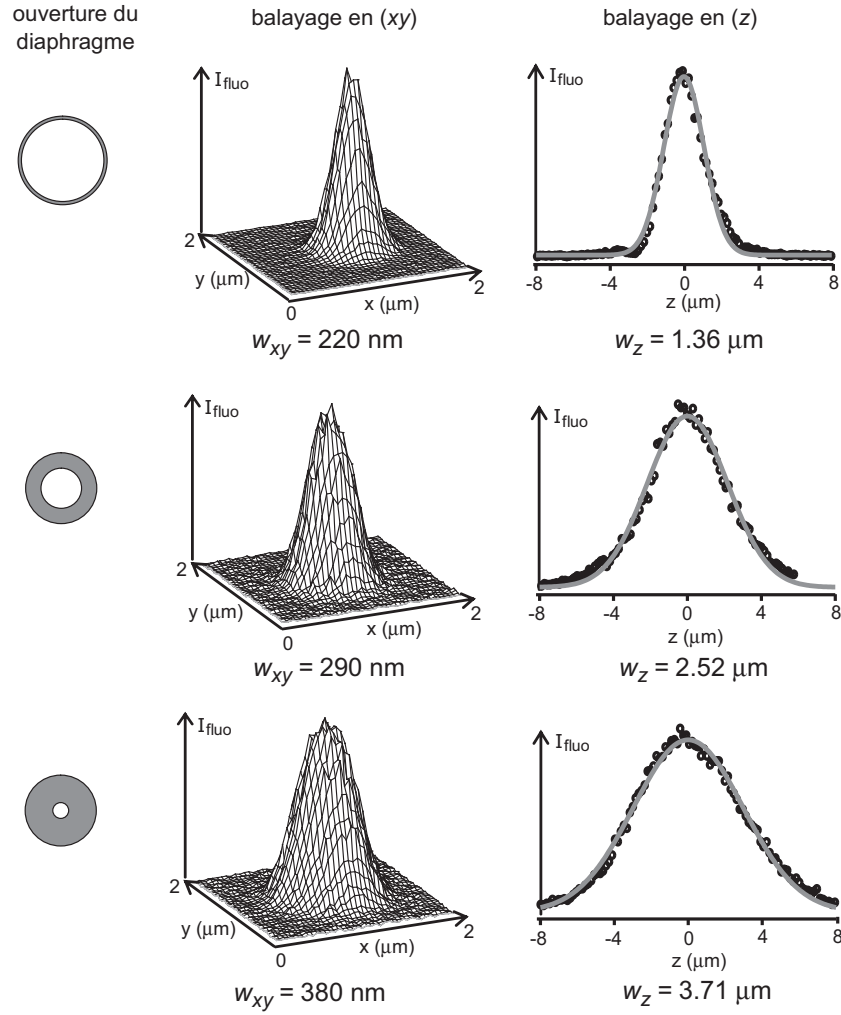 ouverture du
diaphragme
balayage en (xy)
balayage en (z)
I_fluo
2
y (μm)
0
x (μm)
2
w_xy = 220 nm
I_fluo
-8 -4 0 4 8
z (μm)
w_z = 1.36 μm
I_fluo
2
y (μm)
0
x (μm)
2
w_xy = 290 nm
I_fluo
-8 -4 0 4 8
z (μm)
w_z = 2.52 μm
I_fluo
2
y (μm)
0
x (μm)
2
w_xy = 380 nm
I_fluo
-8 -4 0 4 8
z (μm)
w_z = 3.71 μm